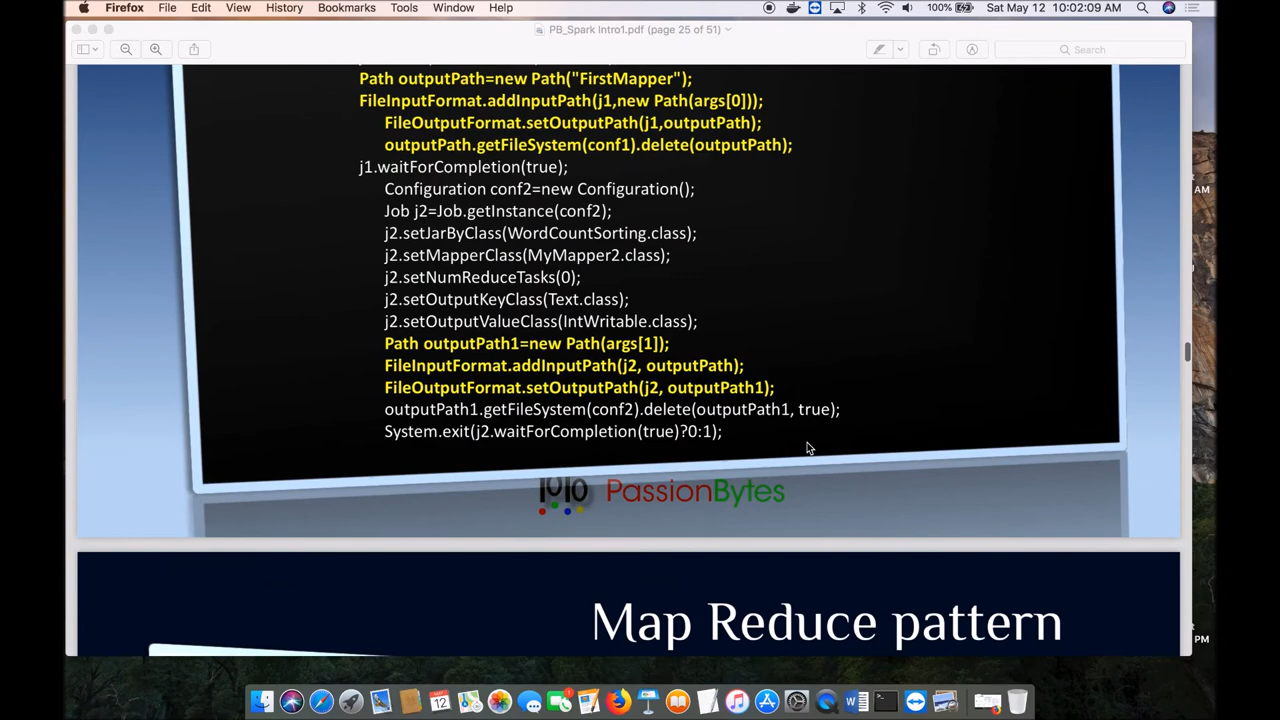 Firefox File Edit View History Bookmarks Tools Window Help 100% Sat May 12 10:02:09 AM
PB_Spark Intro1.pdf (page 25 of 51)
Search
Path outputPath=new Path("FirstMapper");
FileInputFormat.addInputPath(j1,new Path(args[0]));
FileOutputFormat.setOutputPath(j1,outputPath);
outputPath.getFileSystem(conf1).delete(outputPath);
j1.waitForCompletion(true);
Configuration conf2=new Configuration();
Job j2=Job.getInstance(conf2);
j2.setJarByClass(WordCountSorting.class);
j2.setMapperClass(MyMapper2.class);
j2.setNumReduceTasks(0);
j2.setOutputKeyClass(Text.class);
j2.setOutputValueClass(IntWritable.class);
Path outputPath1=new Path(args[1]);
FileInputFormat.addInputPath(j2, outputPath);
FileOutputFormat.setOutputPath(j2, outputPath1);
outputPath1.getFileSystem(conf2).delete(outputPath1, true);
System.exit(j2.waitForCompletion(true)?0:1);
PassionBytes
Map Reduce pattern
AM
PM
12